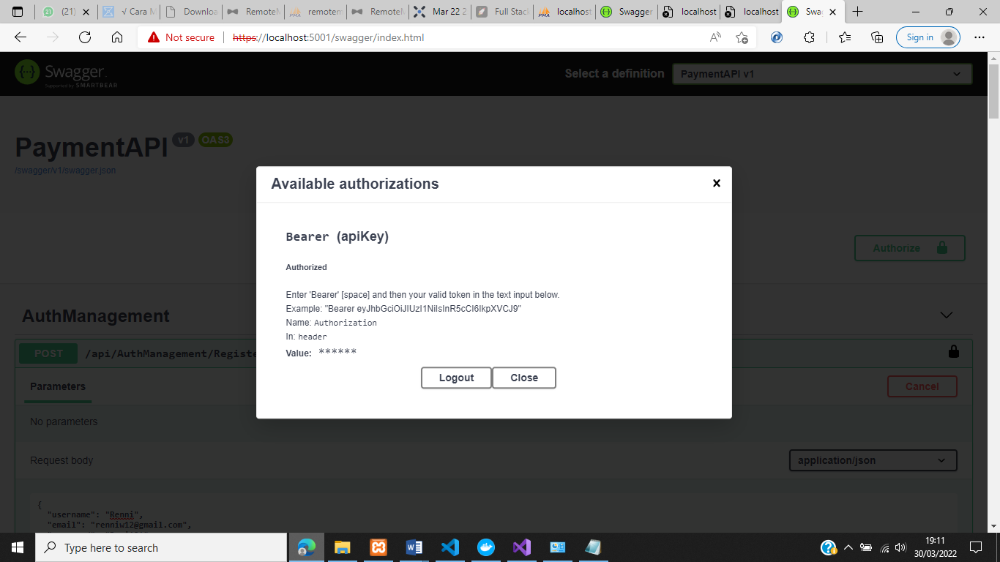 (21)
√ Cara M
Downloa
RemoteM
remotem
RemoteM
Mar 22 2
Full Stack
localhost
Swagger
localhost
localhost
Swag
Not secure
https://localhost:5001/swagger/index.html
Sign in
Swagger.
Supported by SMARTBEAR
Select a definition
PaymentAPI v1
PaymentAPI v1 OAS3
/swagger/v1/swagger.json
Available authorizations
Bearer (apiKey)
Authorize
Authorized
Enter 'Bearer' [space] and then your valid token in the text input below.
Example: "Bearer eyJhbGciOiJIUzI1NiIsInR5cCI6IkpXVCJ9"
Name: Authorization
In: header
Value: ******
Logout
Close
AuthManagement
POST
/api/AuthManagement/Registe
Parameters
Cancel
No parameters
Request body
application/json
{
"username": "Renni",
"email": "renniw12@gmail.com",
Type here to search
19:11
30/03/2022